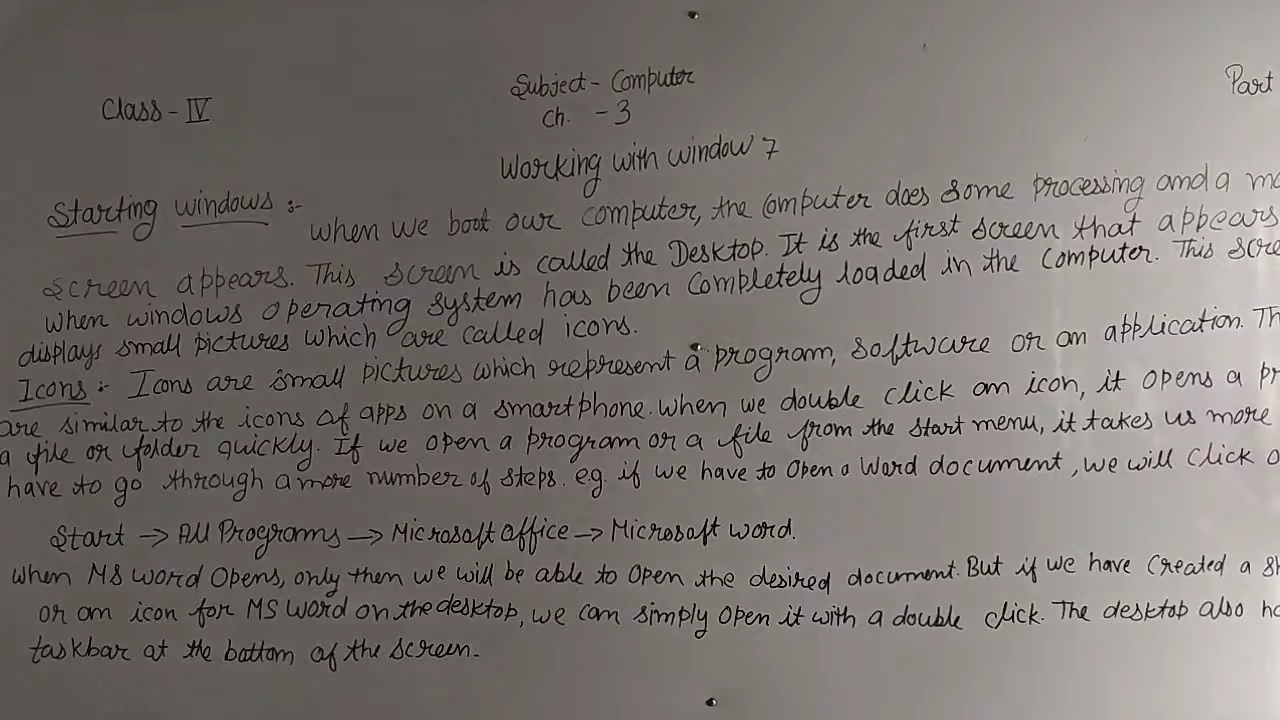 Subject - Computer
Class - IV
Part
Ch. - 3
Working with window 7
Starting windows :- when we boot our computer, the computer does some processing and a
screen appears. This screen is called the Desktop. It is the first screen that appears
when windows operating system has been completely loaded in the computer. This
displays small pictures which are called icons.
Icons :- Icons are small pictures which represent a program, software or an application.
are similar to the icons of apps on a smartphone. when we double click an icon, it opens a
a file or folder quickly. If we open a program or a file from the start menu, it takes us more
have to go through a more number of steps. e.g. if we have to open a Word document, we will click
Start → All Programs → Microsoft office → Microsoft word.
when MS word opens, only then we will be able to open the desired document. But if we have created a
or an icon for MS word on the desktop, we can simply open it with a double click. The desktop also
taskbar at the bottom of the screen.